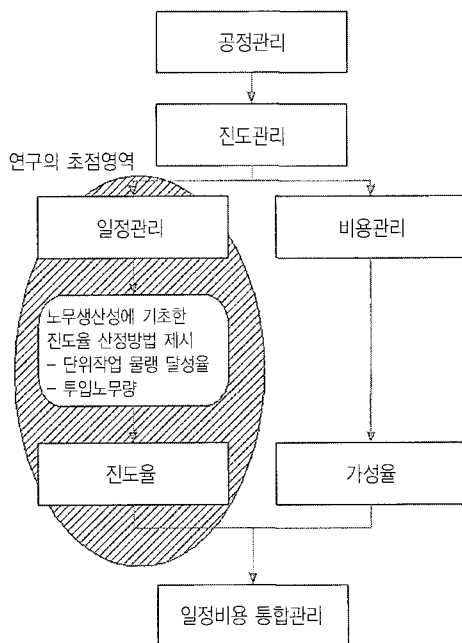 공정관리
진도관리
연구의 초점영역
일정관리
비용관리
노무생산성에 기초한
진도율 산정방법 제시
- 단위작업 물랭 달성율
- 투입노무량
진도율
가성율
일정비용 통합관리